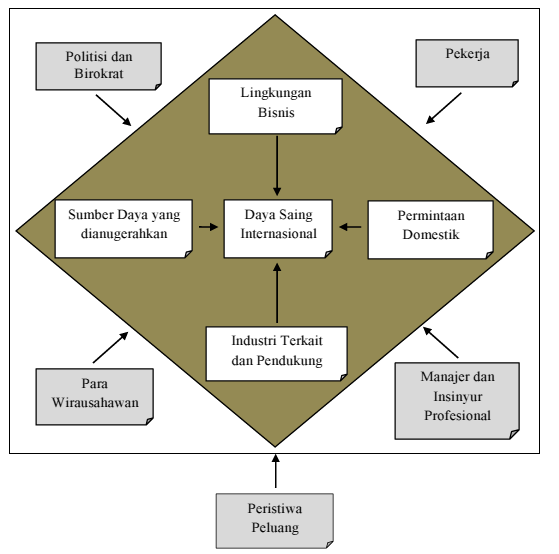 Politisi dan
Birokrat
Pekerja
Lingkungan
Bisnis
Sumber Daya yang
dianugerahkan
Daya Saing
Internasional
Permintaan
Domestik
Industri Terkait
dan Pendukung
Para
Wirausahawan
Manajer dan
Insinyur
Profesional
Peristiwa
Peluang